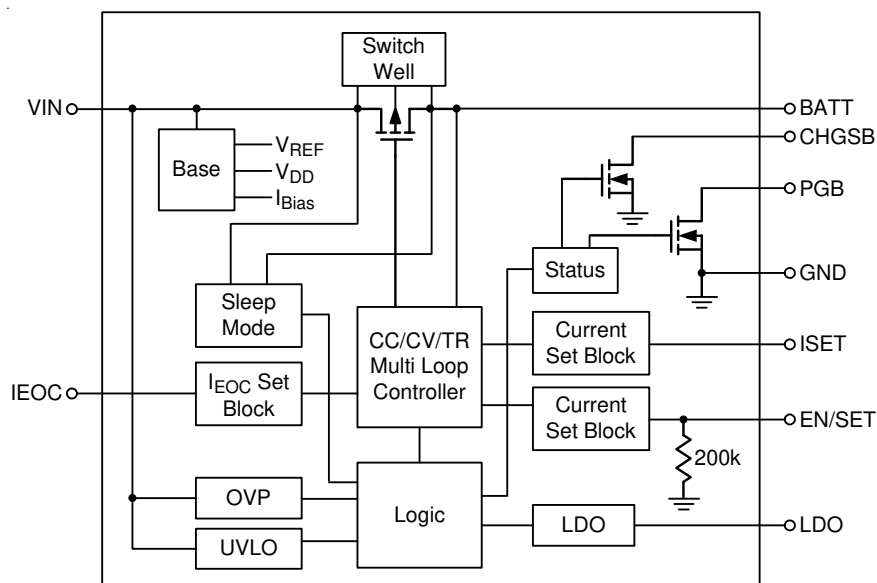 Switch
Well
VIN
BATT
CHGSB
Base
VREF
VDD
IBias
PGB
Status
GND
Sleep
Mode
CC/CV/TR
Multi Loop
Controller
Current
Set Block
ISET
IEOC
IEOC Set
Block
Current
Set Block
EN/SET
200k
OVP
Logic
LDO
LDO
UVLO